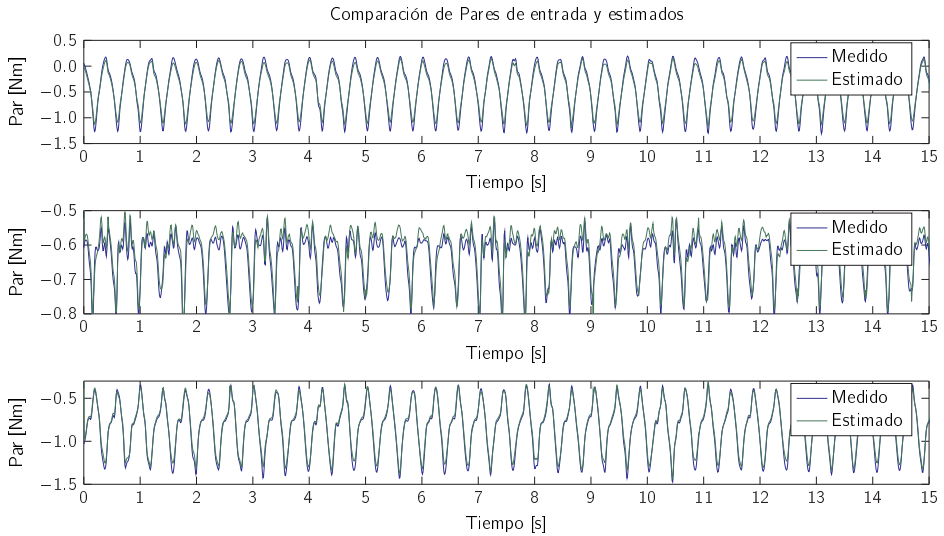 Comparación de Pares de entrada y estimados
Par [Nm]
0.5
0.0
−0.5
−1.0
−1.5
Medido
Estimado
0 1 2 3 4 5 6 7 8 9 10 11 12 13 14 15
Tiempo [s]
Par [Nm]
−0.5
−0.6
−0.7
−0.8
Medido
Estimado
0 1 2 3 4 5 6 7 8 9 10 11 12 13 14 15
Tiempo [s]
Par [Nm]
−0.5
−1.0
−1.5
Medido
Estimado
0 1 2 3 4 5 6 7 8 9 10 11 12 13 14 15
Tiempo [s]